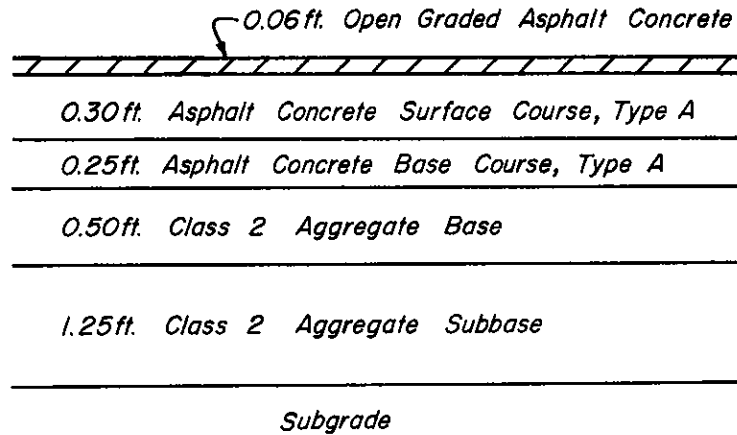 0.06 ft. Open Graded Asphalt Concrete
0.30 ft. Asphalt Concrete Surface Course, Type A
0.25 ft. Asphalt Concrete Base Course, Type A
0.50 ft. Class 2 Aggregate Base
1.25 ft. Class 2 Aggregate Subbase
Subgrade